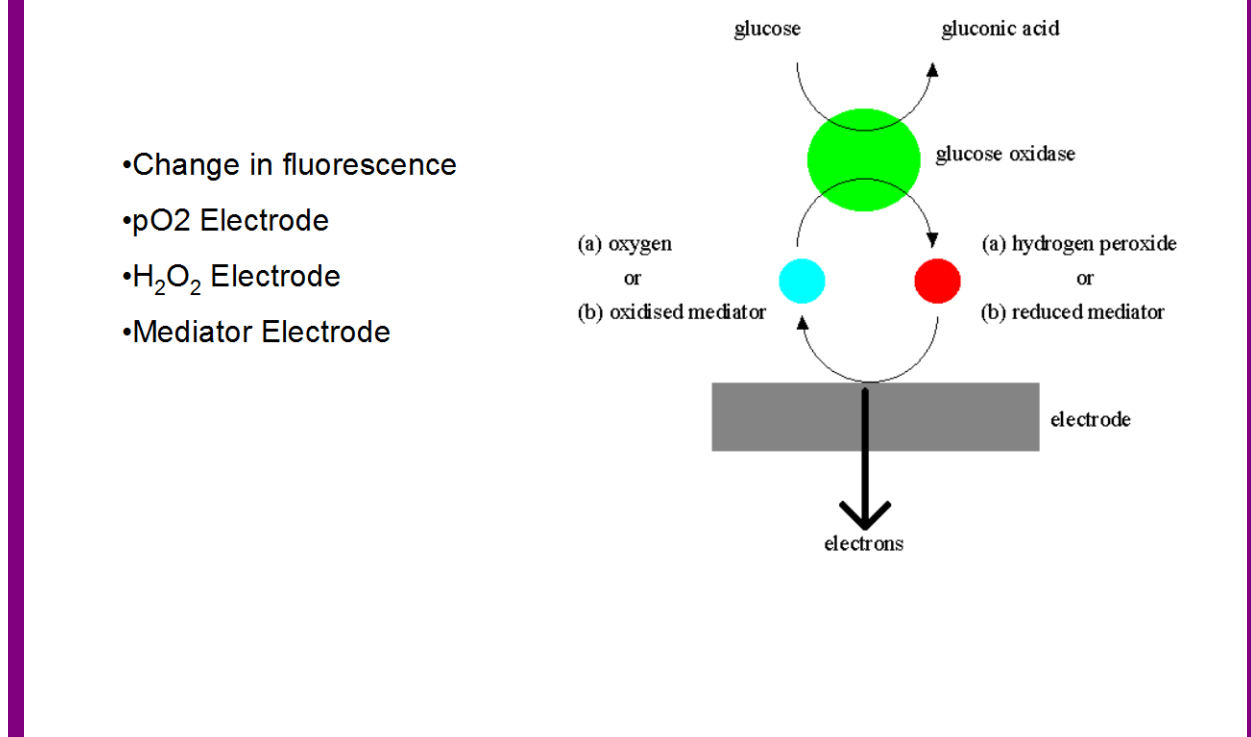 •Change in fluorescence
•pO2 Electrode
•H₂O₂ Electrode
•Mediator Electrode
glucose
gluconic acid
glucose oxidase
(a) oxygen
or
(b) oxidised mediator
(a) hydrogen peroxide
or
(b) reduced mediator
electrode
electrons